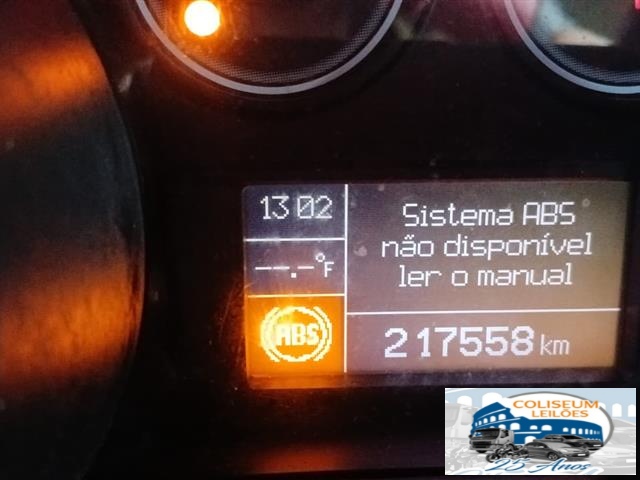 13 02
Sistema ABS
não disponível
ler o manual
--.-°F
ABS
217558 km
COLISEUM
LEILÕES
25 Anos